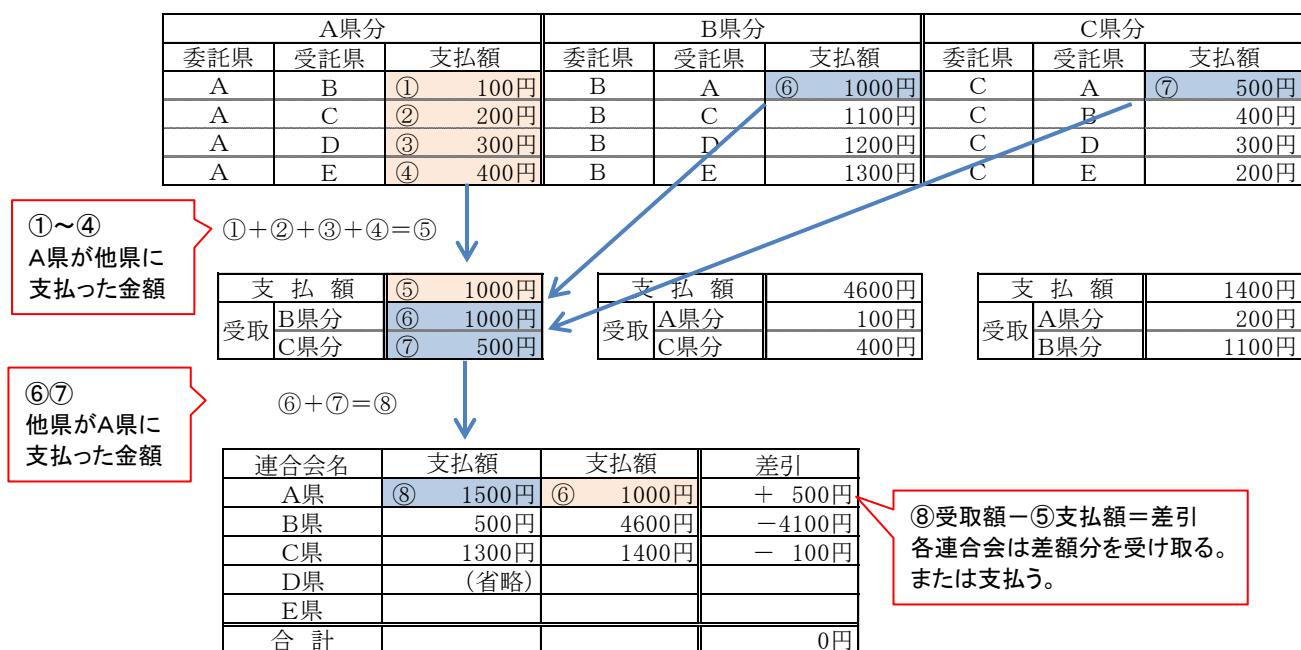 A県分 B県分 C県分
委託県 受託県 支払額 委託県 受託県 支払額 委託県 受託県 支払額
A B ① 100円 B A ⑥ 1000円 C A ⑦ 500円
A C ② 200円 B C 1100円 C B 400円
A D ③ 300円 B D 1200円 C D 300円
A E ④ 400円 B E 1300円 C E 200円
①~④
A県が他県に
支払った金額
①+②+③+④=⑤
支 払 額 ⑤ 1000円 支 払 額 4600円 支 払 額 1400円
受取 B県分 ⑥ 1000円 受取 A県分 100円 受取 A県分 200円
C県分 ⑦ 500円 C県分 400円 B県分 1100円
⑥⑦
他県がA県に
支払った金額
⑥+⑦=⑧
連合会名 支払額 支払額 差引
A県 ⑧ 1500円 ⑥ 1000円 + 500円
B県 500円 4600円 -4100円
C県 1300円 1400円 - 100円
D県 (省略)
E県
合 計 0円
⑧受取額-⑤支払額=差引
各連合会は差額分を受け取る。
または支払う。